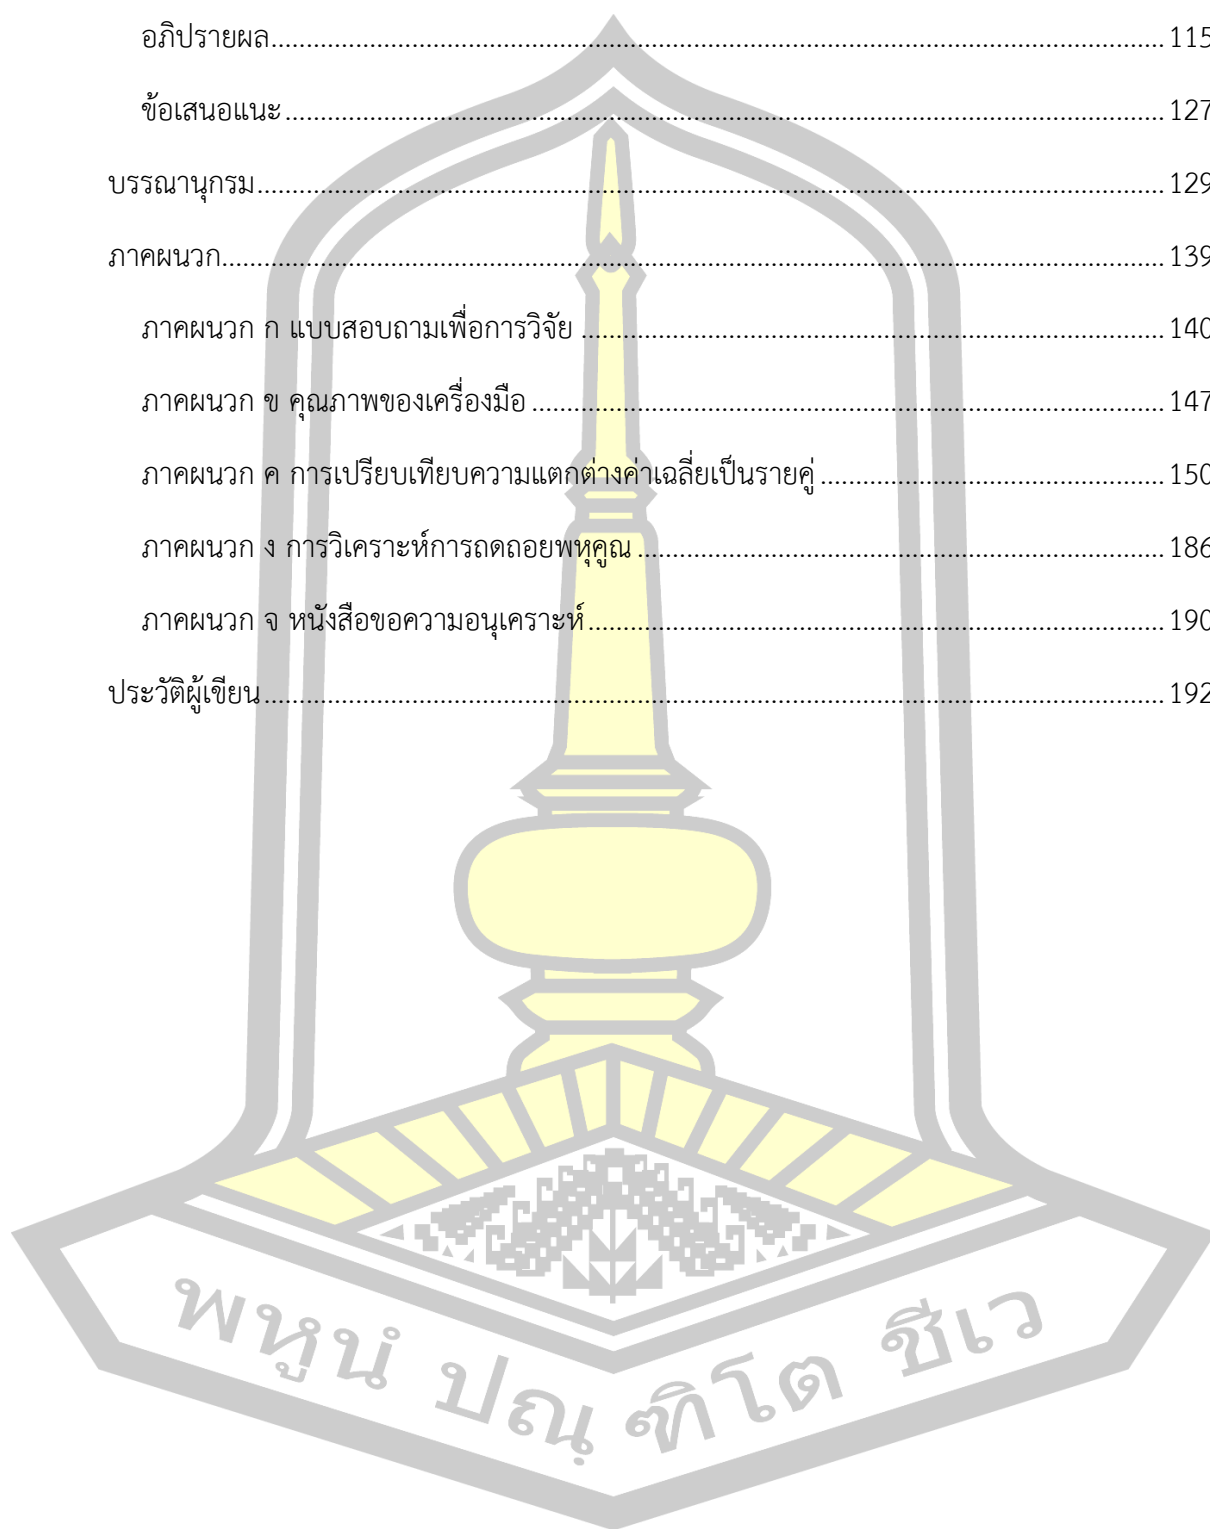 อภิปรายผล........................................................................................................ 115
ข้อเสนอแนะ........................................................................................................ 127
บรรณานุกรม........................................................................................................ 129
ภาคผนวก........................................................................................................ 139
ภาคผนวก ก แบบสอบถามเพื่อการวิจัย ........................................................................ 140
ภาคผนวก ข คุณภาพของเครื่องมือ ........................................................................ 147
ภาคผนวก ค การเปรียบเทียบความแตกต่างค่าเฉลี่ยเป็นรายคู่ ........................................ 150
ภาคผนวก ง การวิเคราะห์การถดถอยพหุคูณ ............................................................ 186
ภาคผนวก จ หนังสือขอความอนุเคราะห์ .................................................................. 190
ประวัติผู้เขียน ........................................................................................................ 192
พหูนํ ปณฺฑิโต ชีเว